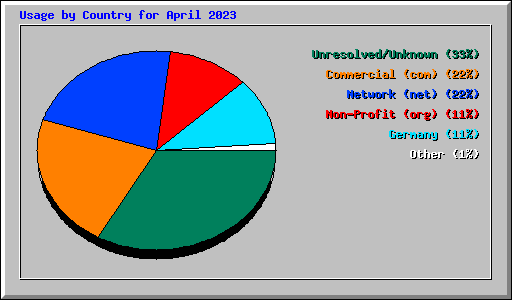 Usage by Country for April 2023
Unresolved/Unknown (33%)
Commercial (com) (22%)
Network (net) (22%)
Non-Profit (org) (11%)
Germany (11%)
Other (1%)